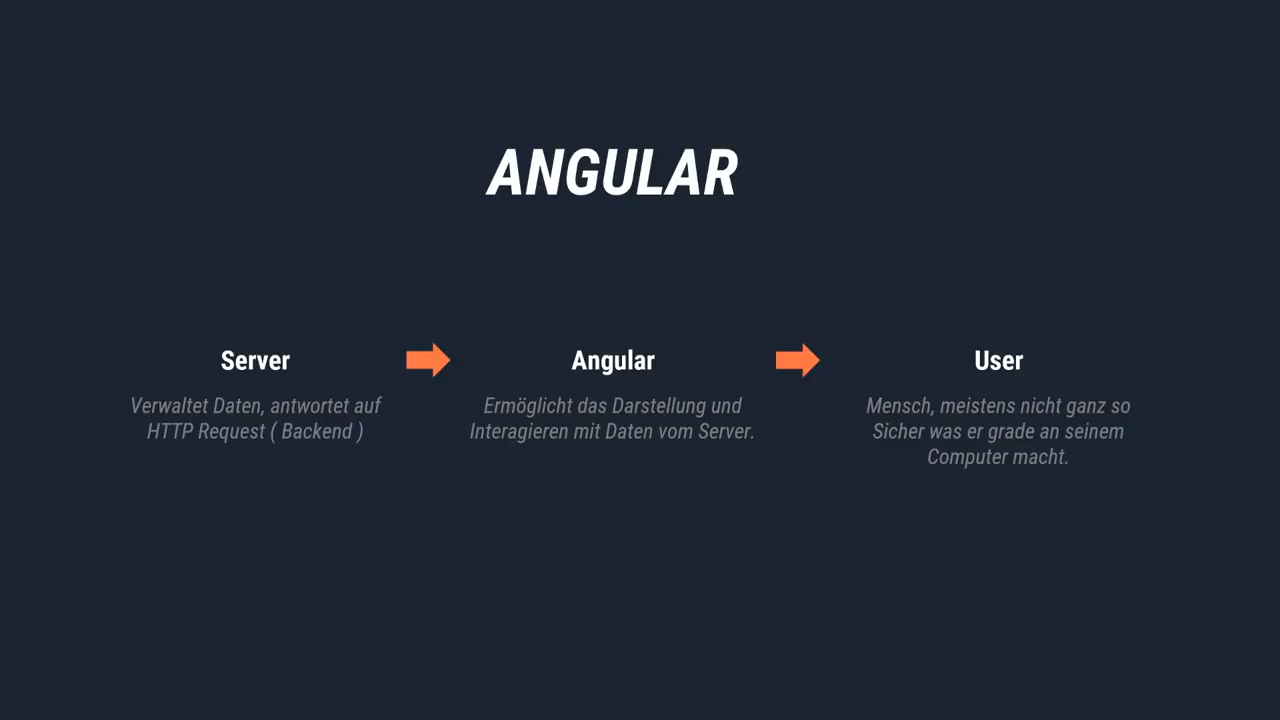 ANGULAR
Server
Verwaltet Daten, antwortet auf
HTTP Request ( Backend )
Angular
Ermöglicht das Darstellung und
Interagieren mit Daten vom Server.
User
Mensch, meistens nicht ganz so
Sicher was er grade an seinem
Computer macht.